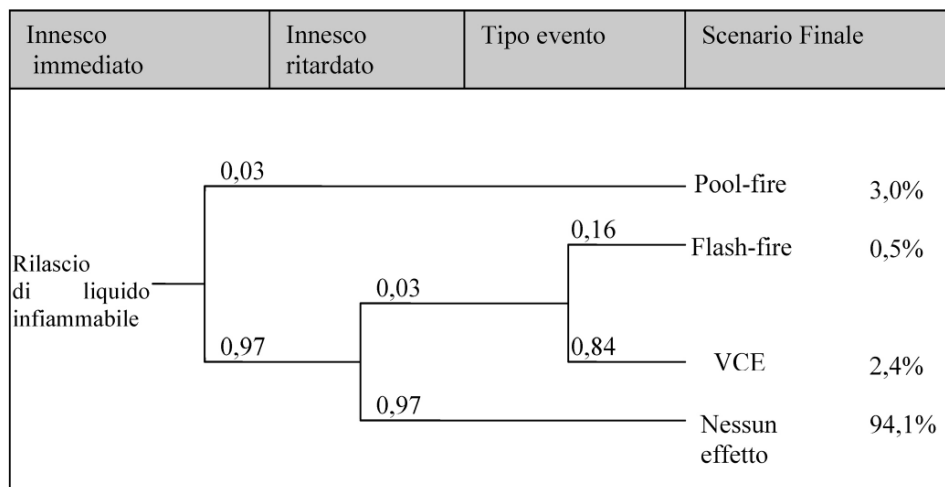 Innesco
immediato
Innesco
ritardato
Tipo evento
Scenario Finale
0,03
Pool-fire
3,0%
0,16
Flash-fire
0,5%
Rilascio
di liquido
infiammabile
0,03
0,97
0,84
VCE
2,4%
0,97
Nessun
effetto
94,1%